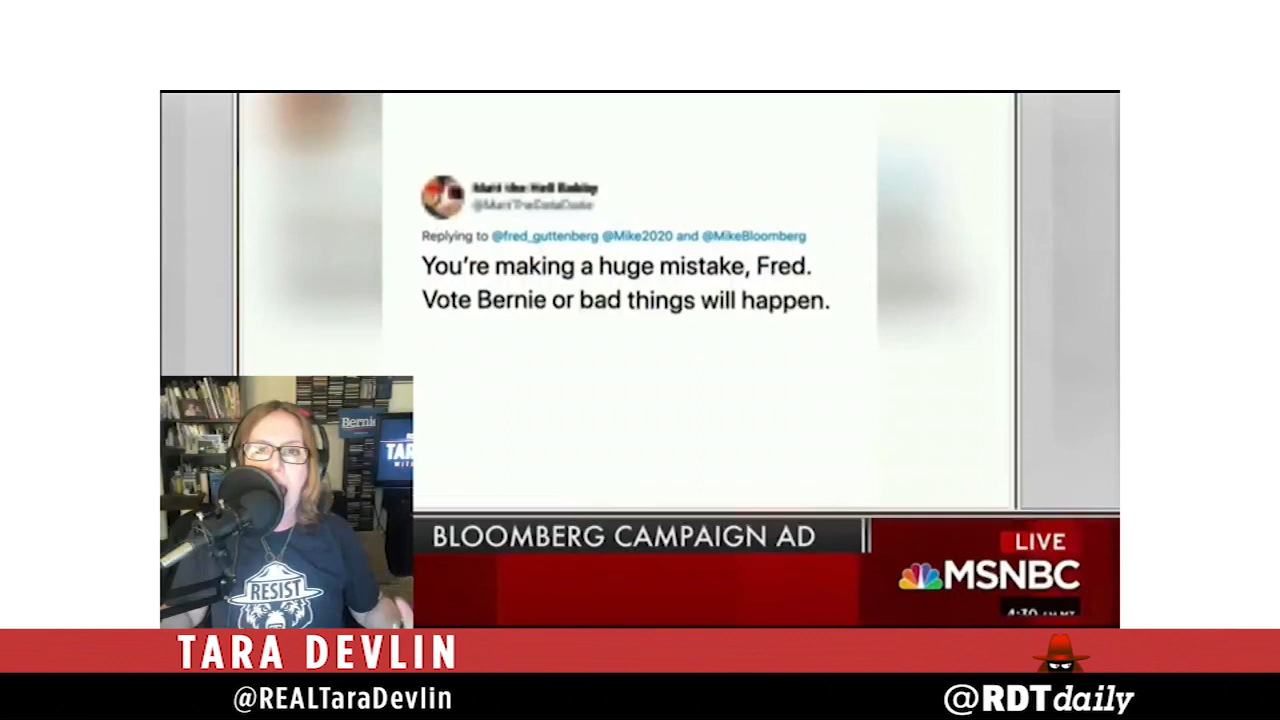 Replying to @fred_guttenberg @Mike2020 and @MikeBloomberg
You're making a huge mistake, Fred.
Vote Bernie or bad things will happen.
Bernie
RESIST
BLOOMBERG CAMPAIGN AD
LIVE
MSNBC
TARA DEVLIN
@REALTaraDevlin
@RDTdaily